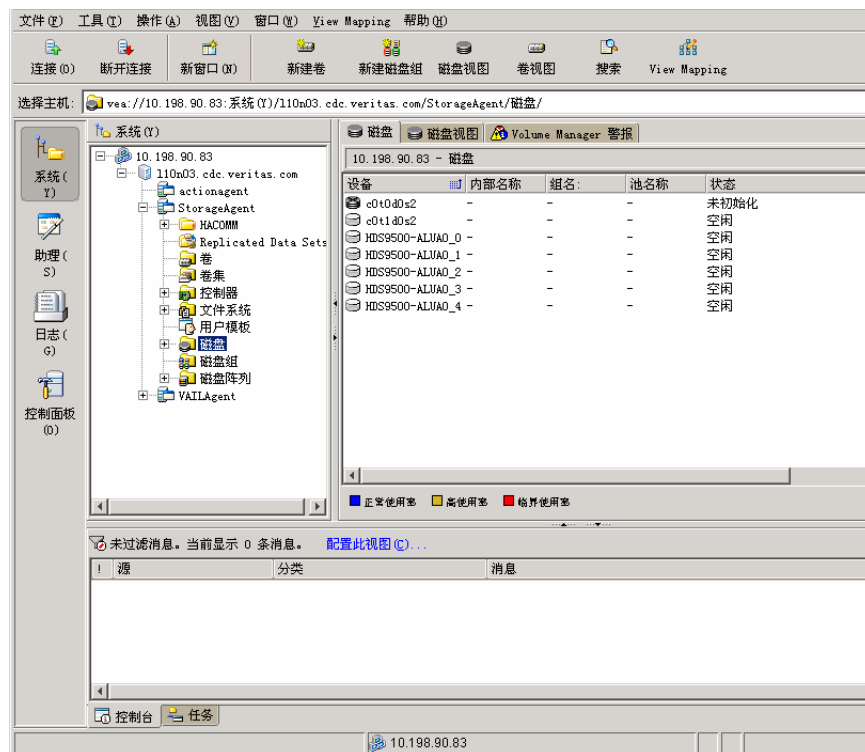 文件(F) 工具(T) 操作(A) 视图(V) 窗口(W) View Mapping 帮助(H)
连接(O) 断开连接 新窗口(N) 新建卷 新建磁盘组 磁盘视图 卷视图 搜索 View Mapping
选择主机: vea://10.198.90.83:系统(Y)/l10n03.cdc.veritas.com/StorageAgent/磁盘/
系统(Y)
助理(S)
日志(G)
控制面板(O)
系统(Y)
10.198.90.83
l10n03.cdc.veritas.com
actionagent
StorageAgent
HACOMM
Replicated Data Sets
卷
卷集
控制器
文件系统
用户模板
磁盘
磁盘组
磁盘阵列
VAILAgent
磁盘 磁盘视图 Volume Manager 警报
10.198.90.83 - 磁盘
设备 内部名称 组名: 池名称 状态
c0t0d0s2 - - - 未初始化
c0t1d0s2 - - - 空闲
HDS9500-ALUA0_0 - - - 空闲
HDS9500-ALUA0_1 - - - 空闲
HDS9500-ALUA0_2 - - - 空闲
HDS9500-ALUA0_3 - - - 空闲
HDS9500-ALUA0_4 - - - 空闲
正常使用率 高使用率 临界使用率
未过滤消息。当前显示 0 条消息。 配置此视图(C)...
! 源 分类 消息
控制台 任务
10.198.90.83